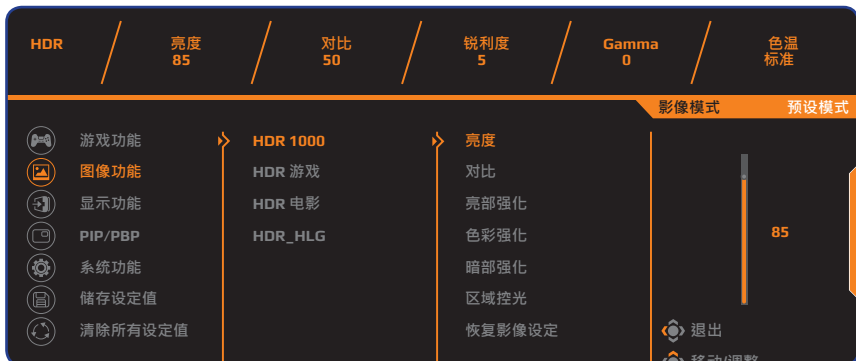 HDR
亮度
85
对比
50
锐利度
5
Gamma
0
色温
标准
影像模式 预设模式
游戏功能 HDR 1000 亮度
图像功能 HDR 游戏 对比
显示功能 HDR 电影 亮部强化
PIP/PBP HDR_HLG 色彩强化
85
系统功能 暗部强化
储存设定值 区域控光
清除所有设定值 恢复影像设定
退出
移动/调整